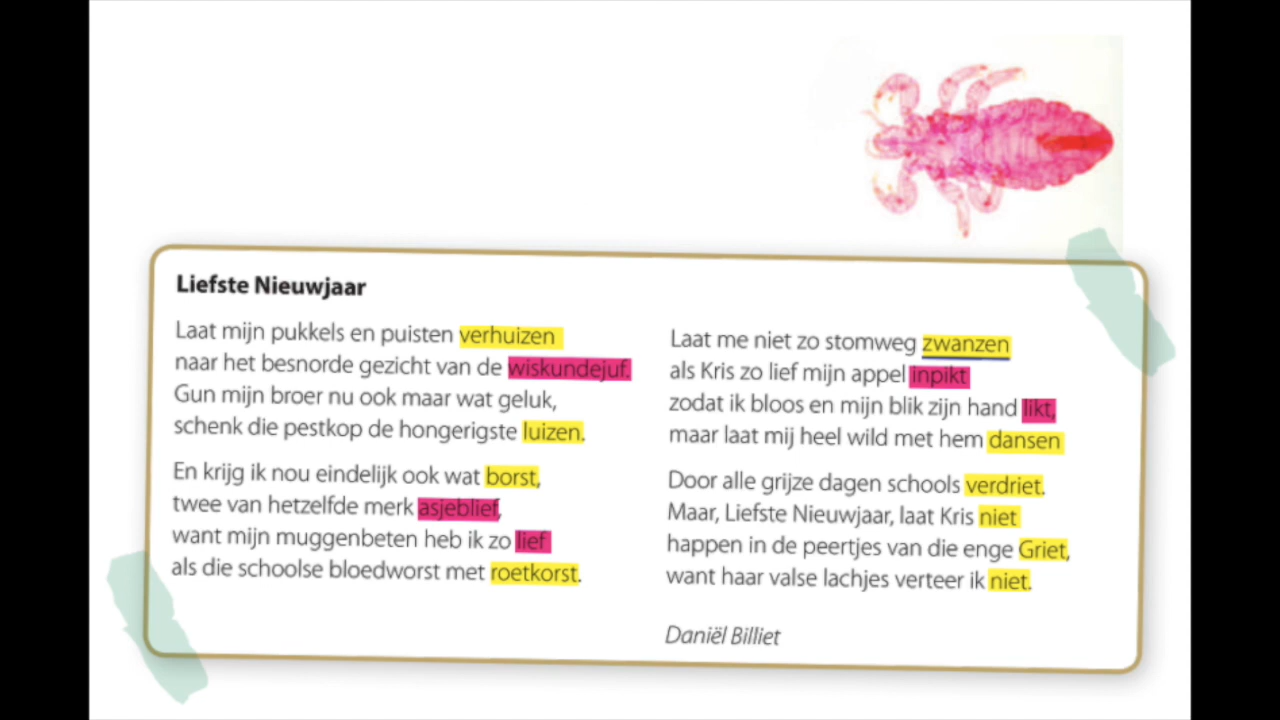 Liefste Nieuwjaar
Laat mijn pukkels en puisten verhuizen
naar het besnorde gezicht van de wiskundejuf.
Gun mijn broer nu ook maar wat geluk,
schenk die pestkop de hongerigste luizen.
En krijg ik nou eindelijk ook wat borst,
twee van hetzelfde merk asjeblief,
want mijn muggenbeten heb ik zo lief
als die schoolse bloedworst met roetkorst.
Laat me niet zo stomweg zwanzen
als Kris zo lief mijn appel inpikt
zodat ik bloos en mijn blik zijn hand likt,
maar laat mij heel wild met hem dansen
Door alle grijze dagen schools verdriet.
Maar, Liefste Nieuwjaar, laat Kris niet
happen in de peertjes van die enge Griet,
want haar valse lachjes verteer ik niet.
Daniël Billiet